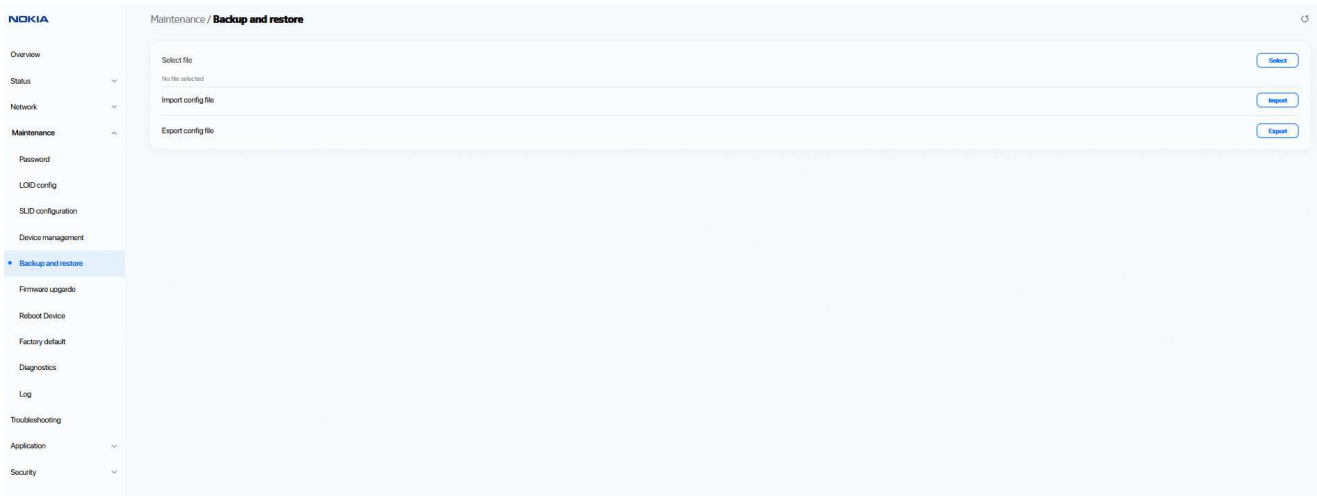 NOKIA
Maintenance / Backup and restore
Overview
Status
Network
Maintenance
Password
LOID config
SLID configuration
Device management
Backup and restore
Firmware upgarde
Reboot Device
Factory default
Diagnostics
Log
Troubleshooting
Application
Security
Select file
Select
No file selected
Import config file
Import
Export config file
Export